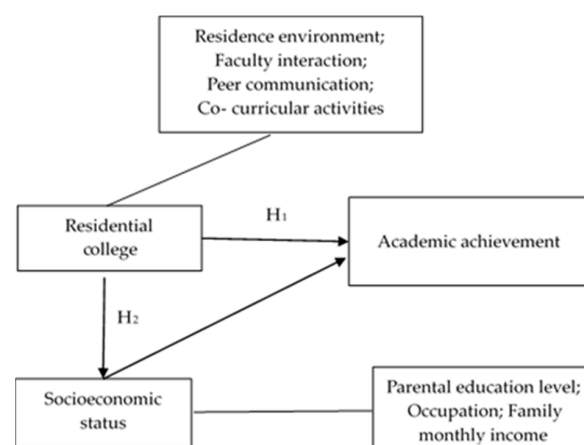 Residence environment;
Faculty interaction;
Peer communication;
Co- curricular activities
H1
Residential
college
Academic achievement
H2
Socioeconomic
status
Parental education level;
Occupation; Family
monthly income